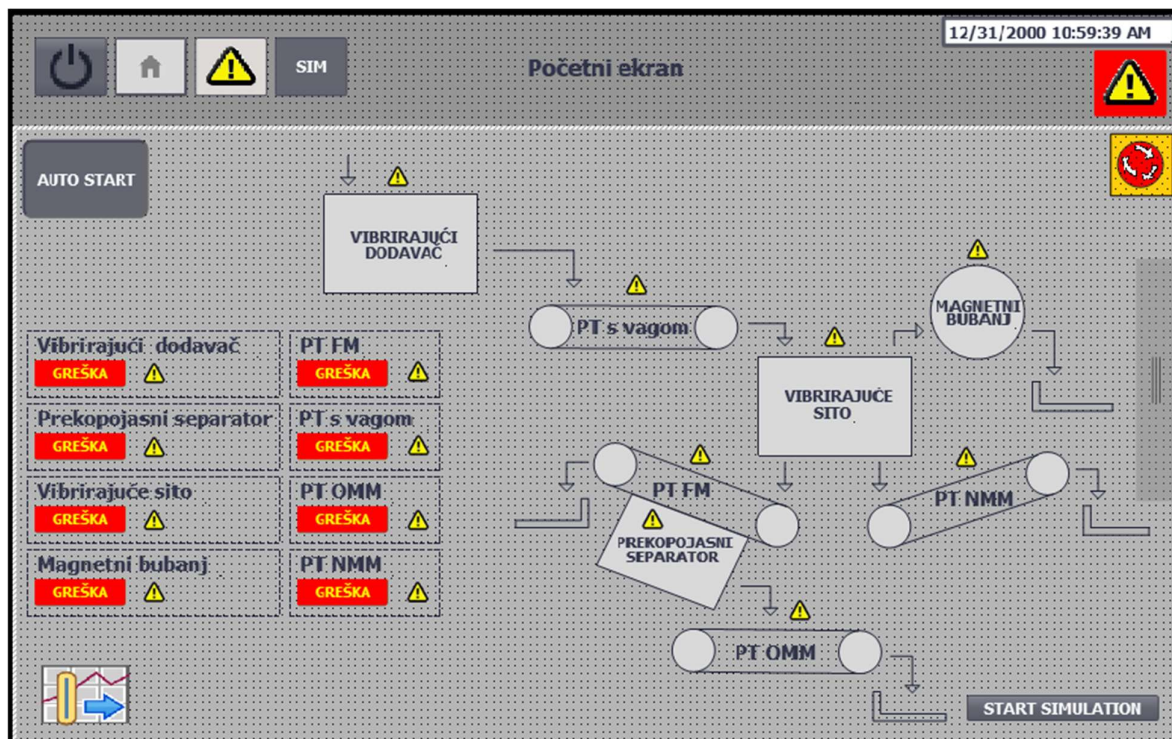 12/31/2000 10:59:39 AM
SIM
Početni ekran
AUTO START
VIBRIRAJUĆI
DODAVAČ
MAGNETNI
BUBANJ
PT s vagom
Vibrirajući dodavač
GREŠKA
PT FM
GREŠKA
VIBRIRAJUĆE
SITO
Prekopojasni separator
GREŠKA
PT s vagom
GREŠKA
Vibrirajuće sito
GREŠKA
PT OMM
GREŠKA
PT FM
PT NMM
PREKOPOJASNI
SEPARATOR
Magnetni bubanj
GREŠKA
PT NMM
GREŠKA
PT OMM
START SIMULATION